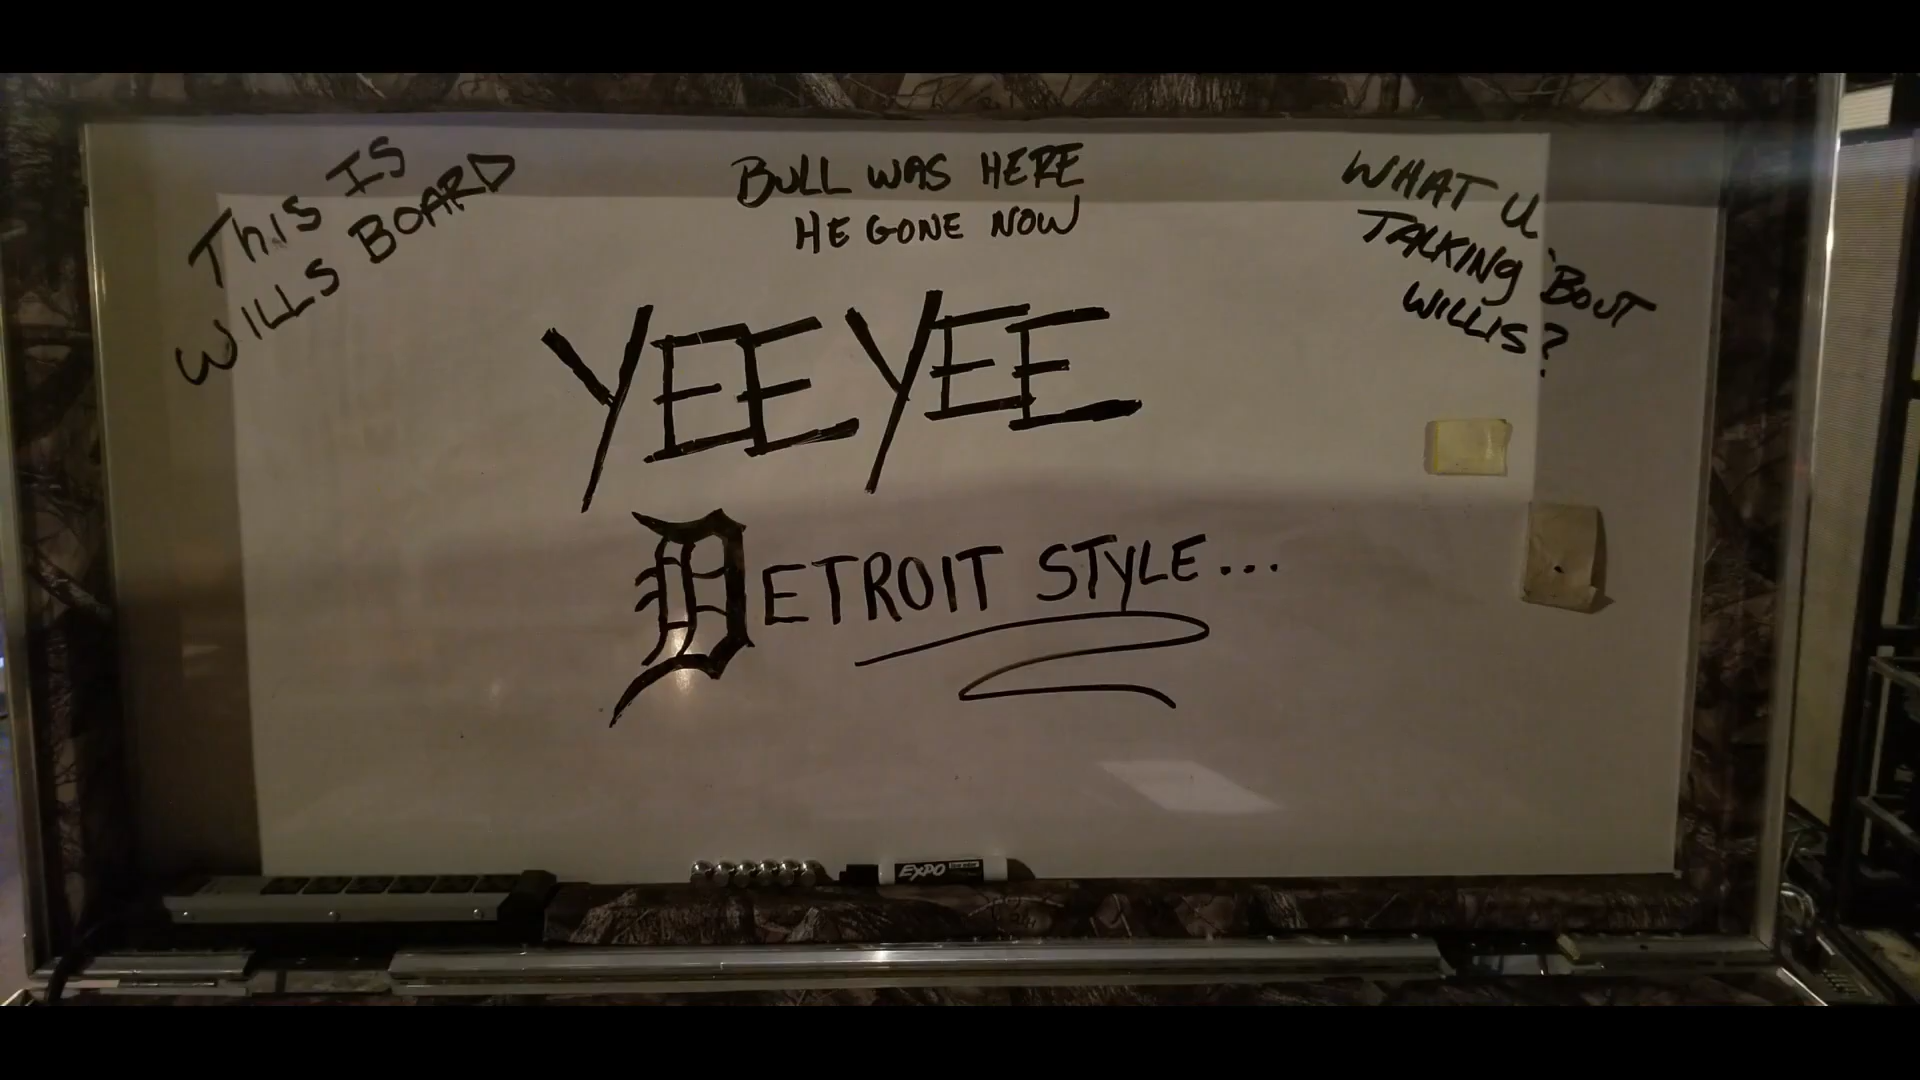 THIS IS
WILLS BOARD
BULL WAS HERE
HE GONE NOW
WHAT U
TALKING 'BOUT
WILLIS?
YEE YEE
DETROIT STYLE...
EXPO